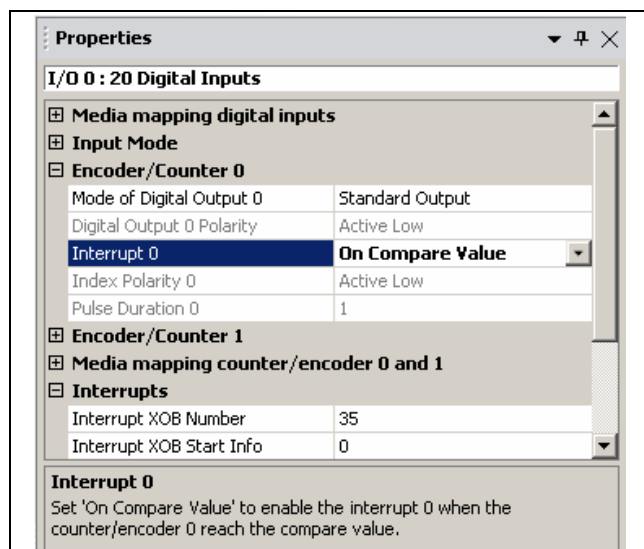 Properties
I/O 0 : 20 Digital Inputs
Media mapping digital inputs
Input Mode
Encoder/Counter 0
Mode of Digital Output 0 Standard Output
Digital Output 0 Polarity Active Low
Interrupt 0 On Compare Value
Index Polarity 0 Active Low
Pulse Duration 0 1
Encoder/Counter 1
Media mapping counter/encoder 0 and 1
Interrupts
Interrupt XOB Number 35
Interrupt XOB Start Info 0
Interrupt 0
Set 'On Compare Value' to enable the interrupt 0 when the
counter/encoder 0 reach the compare value.